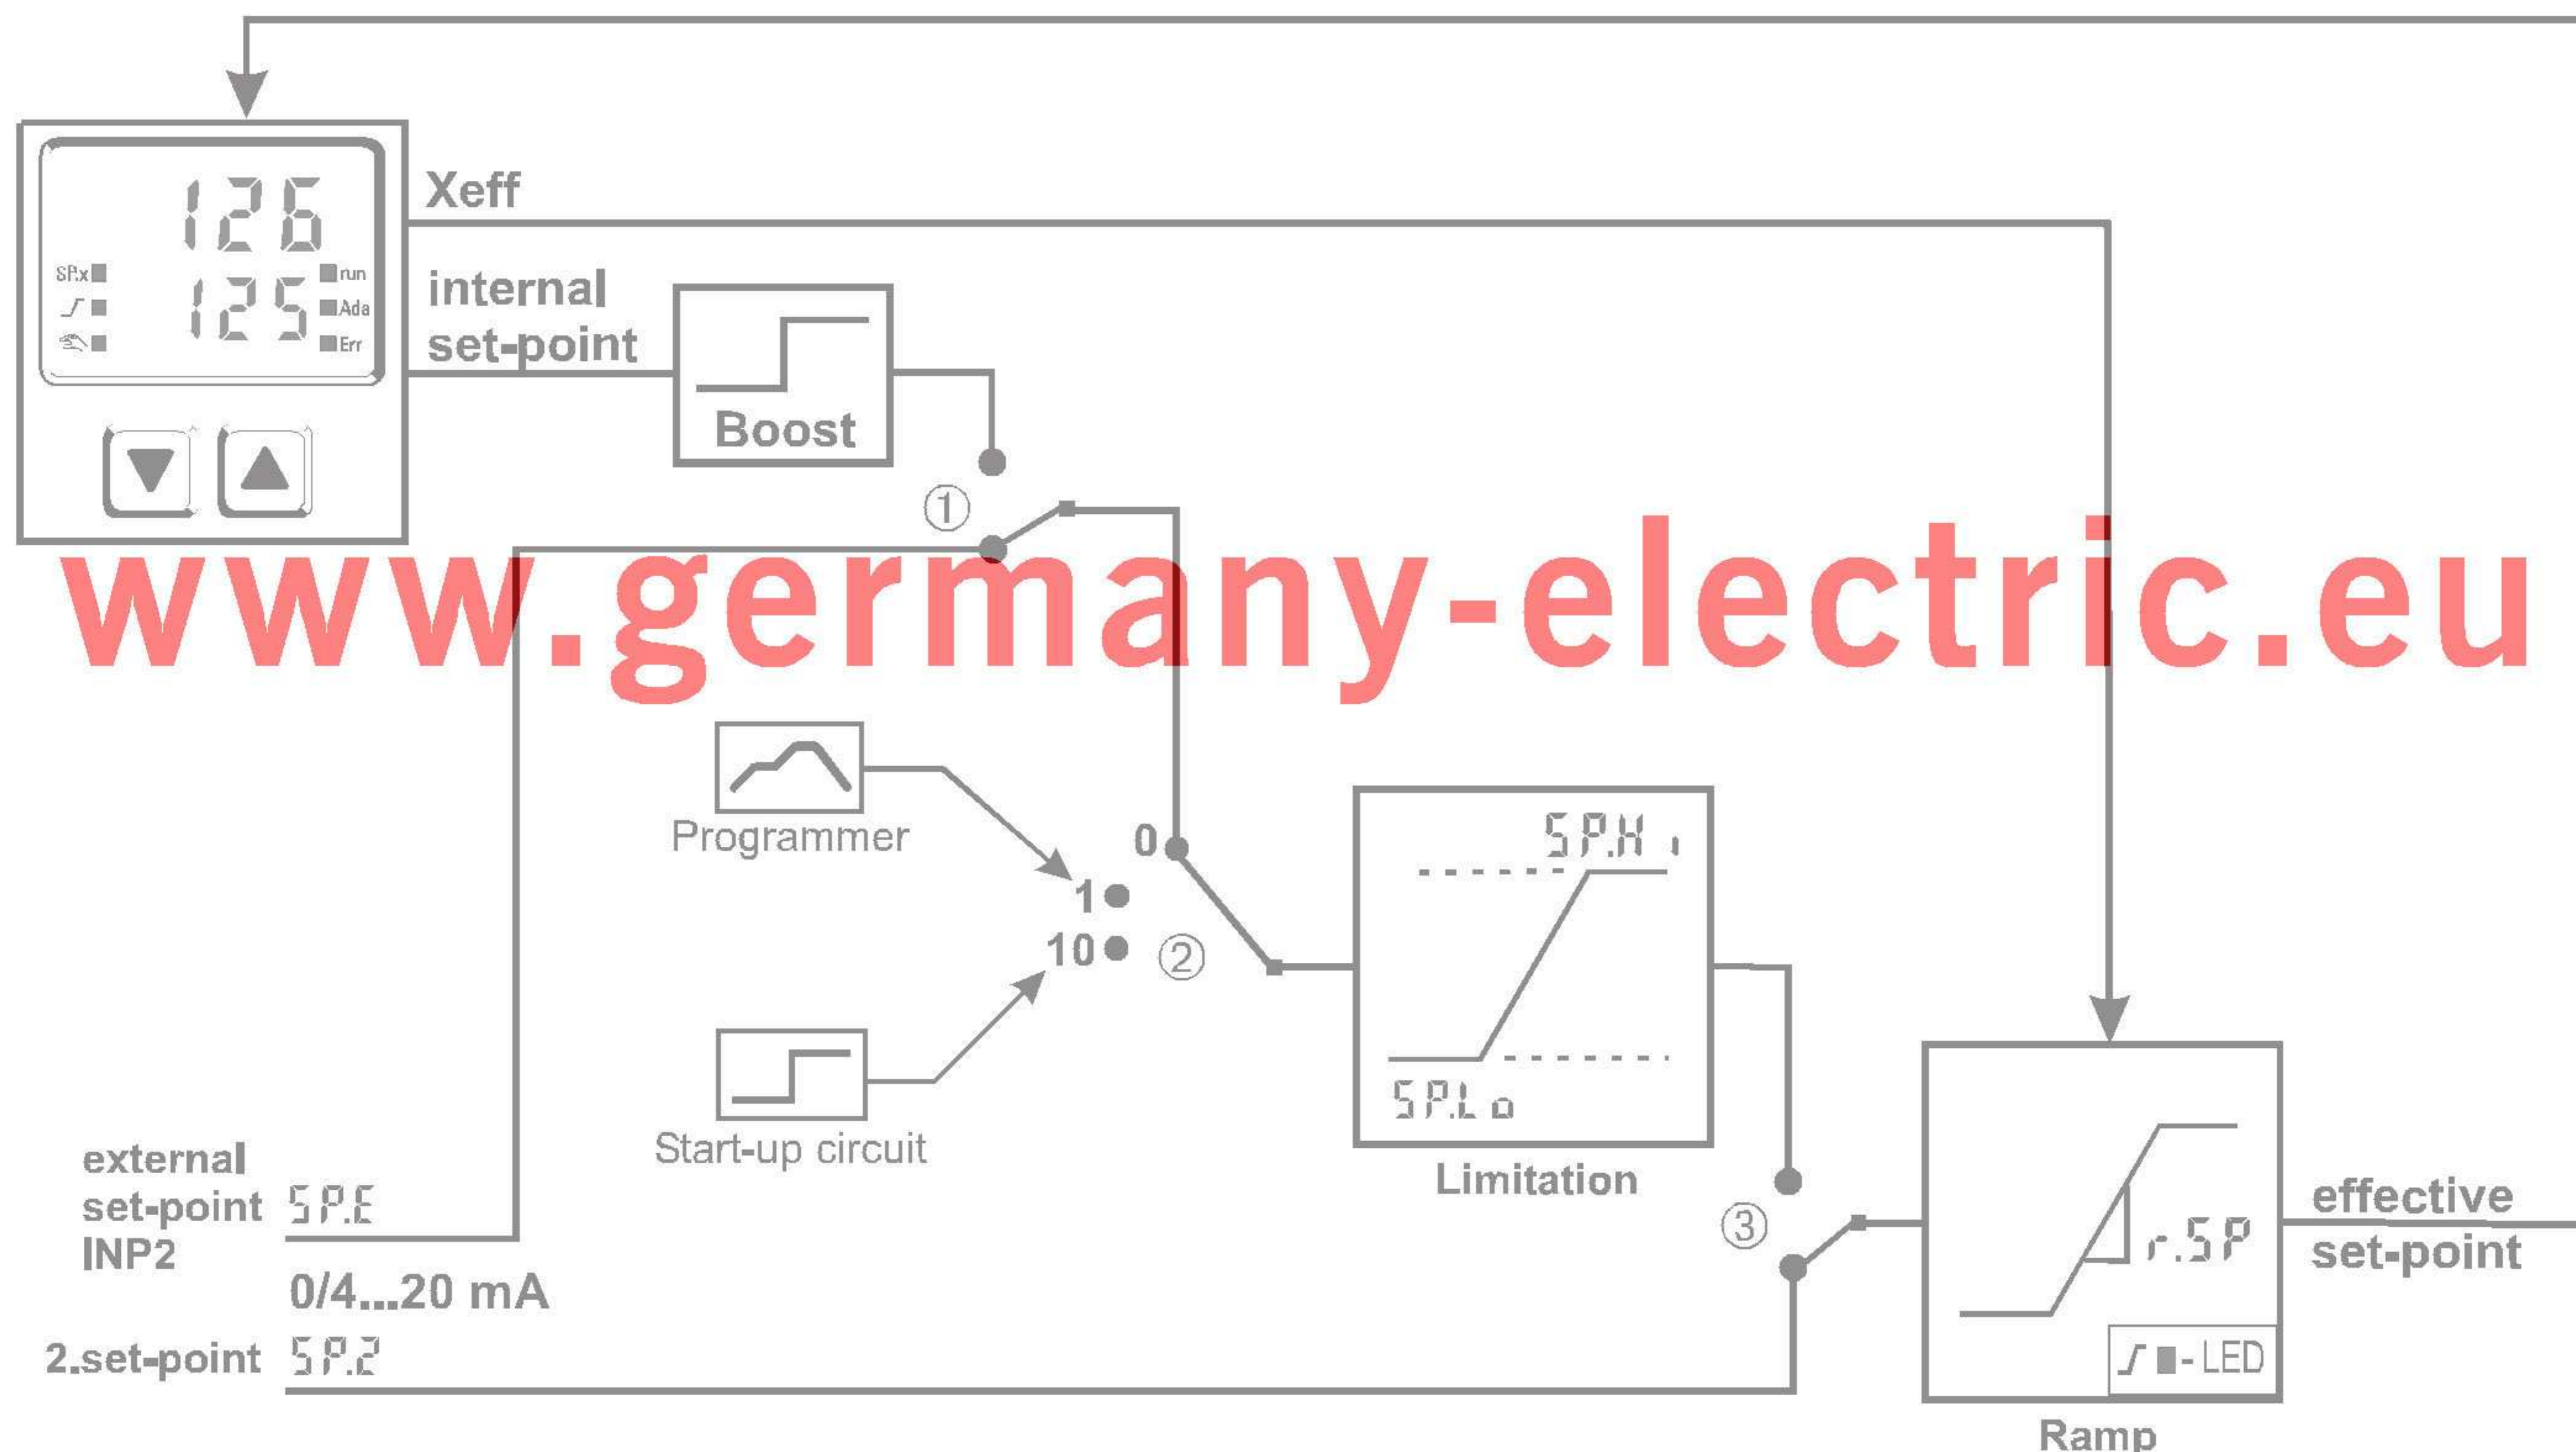 126
125
SP.x
run
Ada
Err
Xeff
internal
set-point
Boost
①
www.germany-electric.eu
Programmer
0
1
10
②
Start-up circuit
SP.Hi
SP.Lo
Limitation
③
external
set-point SP.E
INP2
0/4...20 mA
2.set-point SP.2
r.SP
- LED
Ramp
effective
set-point